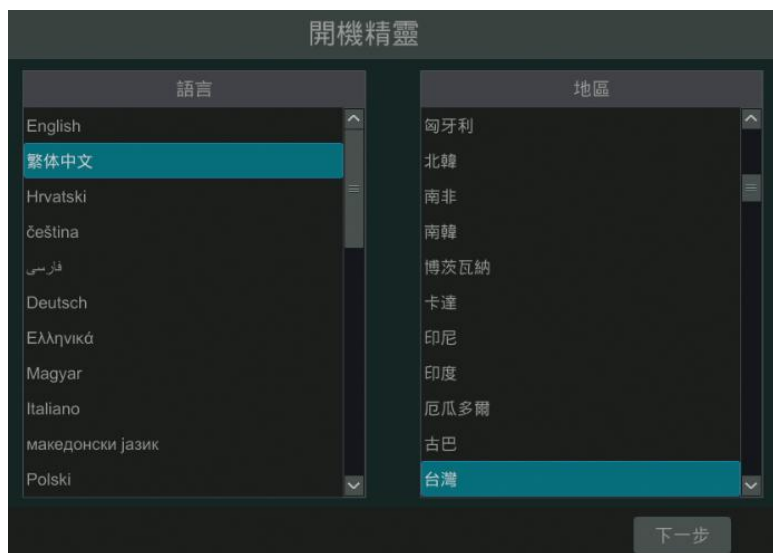 開機精靈
語言
English
繁体中文
Hrvatski
čeština
فارسی
Deutsch
Ελληνικά
Magyar
Italiano
македонски јазик
Polski
地區
匈牙利
北韓
南非
南韓
博茨瓦納
卡達
印尼
印度
厄瓜多爾
古巴
台灣
下一步